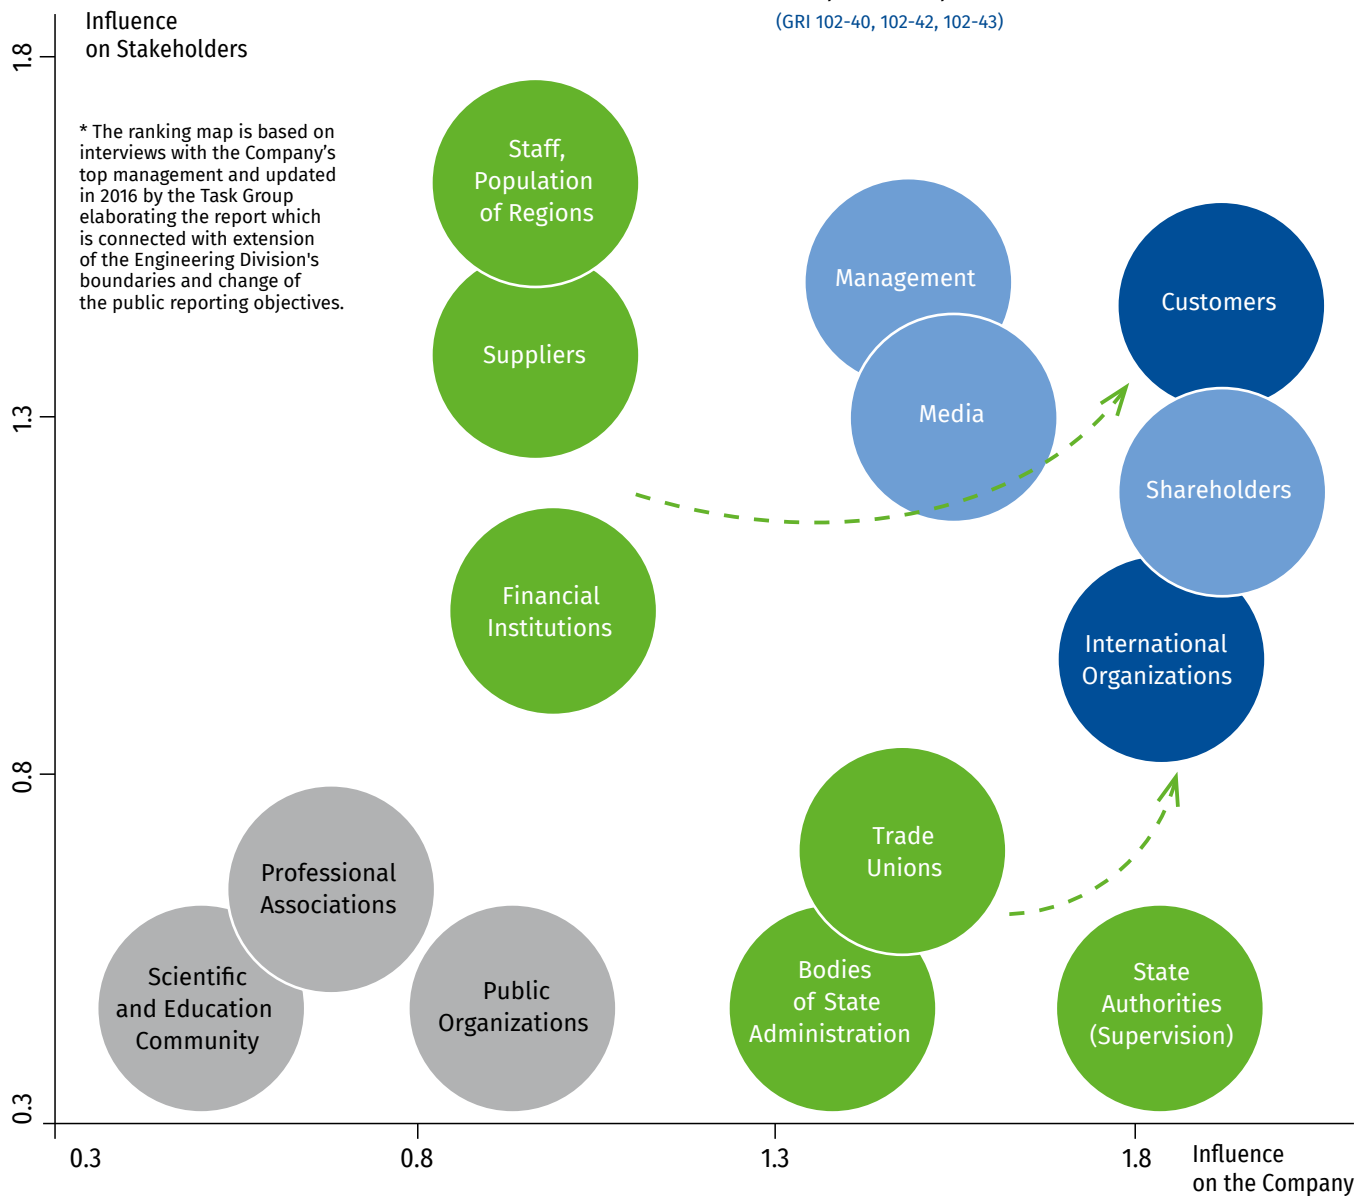 (GRI 102-40, 102-42, 102-43)
Influence
on Stakeholders
1.8
* The ranking map is based on
interviews with the Company’s
top management and updated
in 2016 by the Task Group
elaborating the report which
is connected with extension
of the Engineering Division's
boundaries and change of
the public reporting objectives.
Staff,
Population
of Regions
Management
Customers
Suppliers
1.3
Media
Shareholders
Financial
Institutions
International
Organizations
0.8
Trade
Unions
Professional
Associations
Scientific
and Education
Community
Public
Organizations
Bodies
of State
Administration
State
Authorities
(Supervision)
0.3
0.3
0.8
1.3
1.8
Influence
on the Company